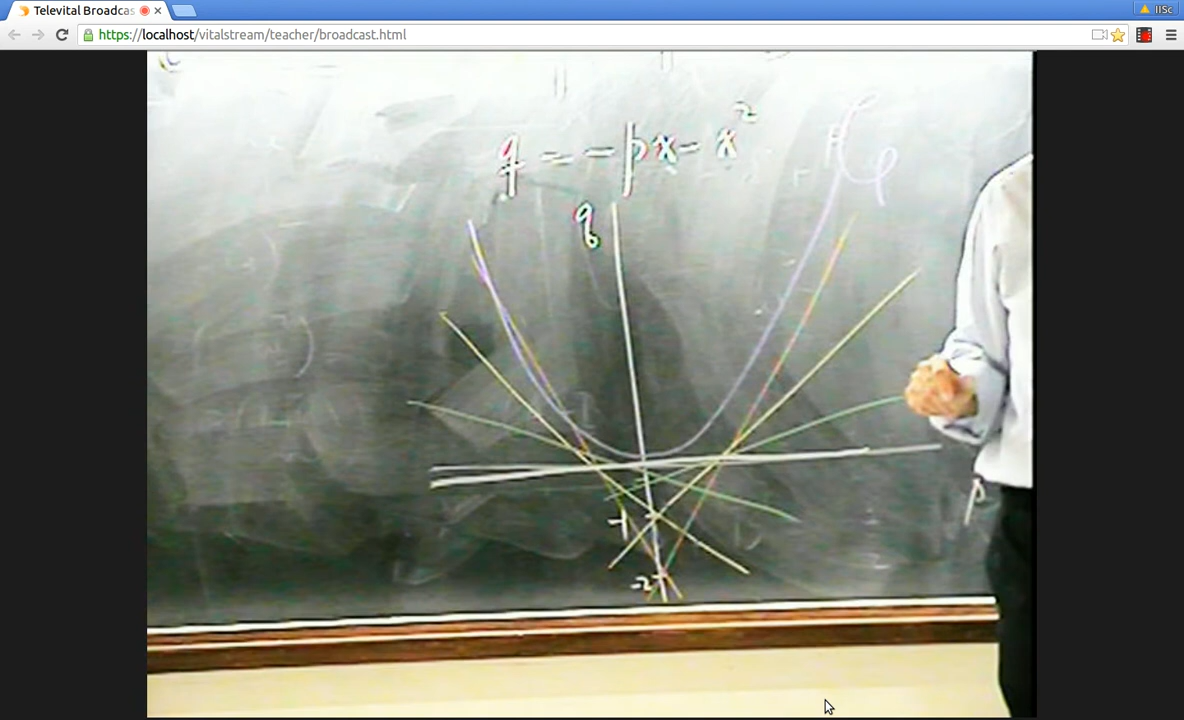 Televital Broadcas
IISc
https://localhost/vitalstream/teacher/broadcast.html
q = - px - x²
q
-1
-2
p